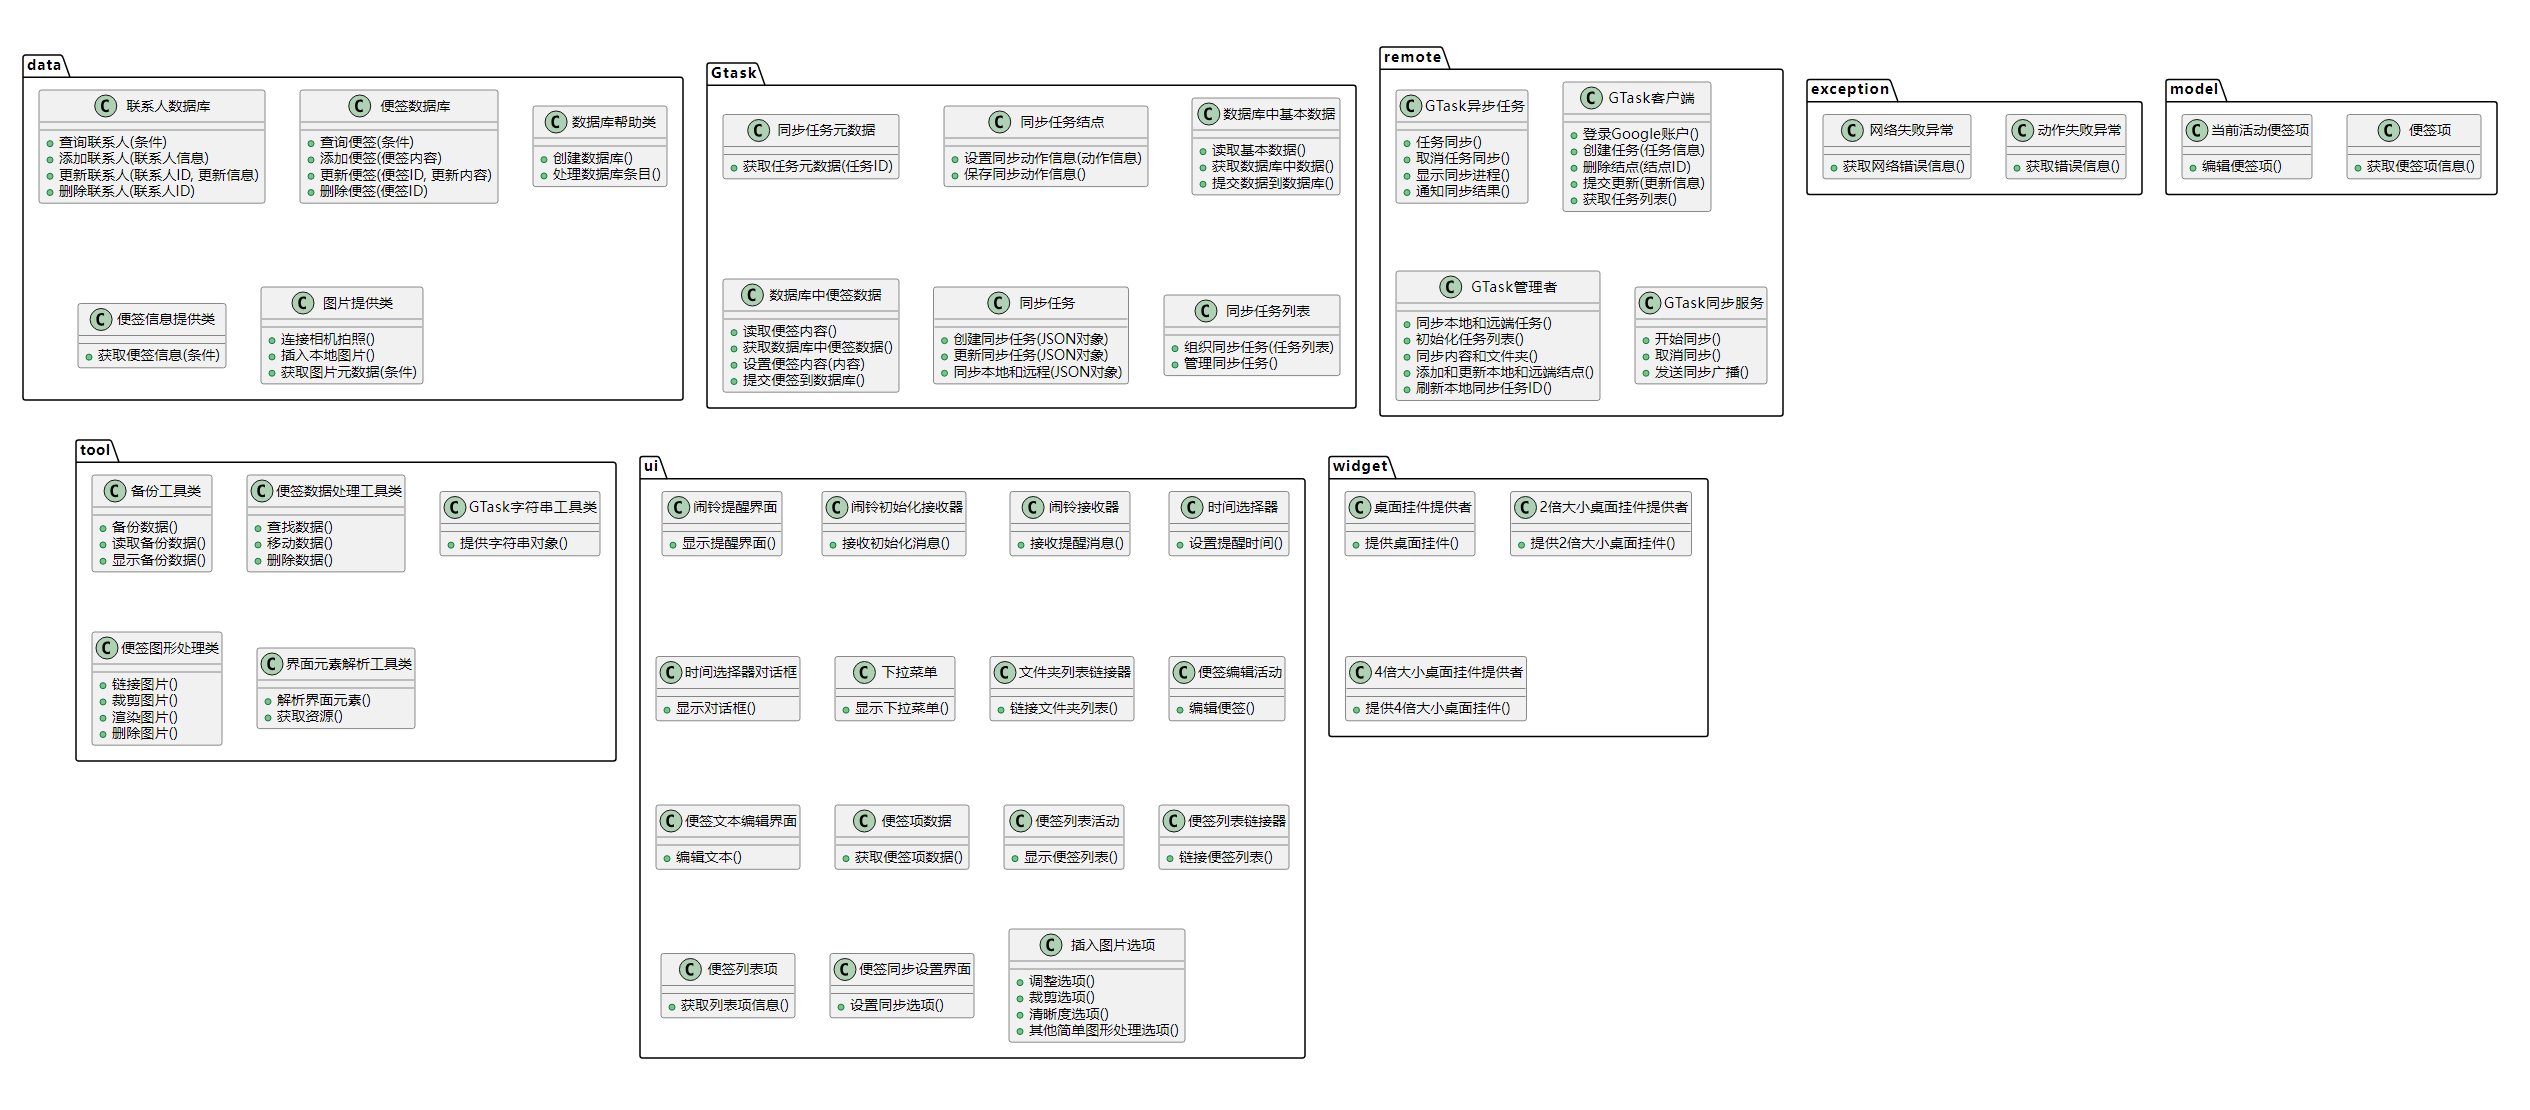 data
C 联系人数据库
查询联系人(条件)
添加联系人(联系人信息)
更新联系人(联系人ID, 更新信息)
删除联系人(联系人ID)
C 便签数据库
查询便签(条件)
添加便签(便签内容)
更新便签(便签ID, 更新内容)
删除便签(便签ID)
C 数据库帮助类
创建数据库()
处理数据库条目()
C 便签信息提供类
获取便签信息(条件)
C 图片提供类
连接相机拍照()
插入本地图片()
获取图片元数据(条件)
Gtask
C 同步任务元数据
获取任务元数据(任务ID)
C 同步任务结点
设置同步动作信息(动作信息)
保存同步动作信息()
C 数据库中基本数据
读取基本数据()
获取数据库中数据()
提交数据到数据库()
C 数据库中便签数据
读取便签内容()
获取数据库中便签数据()
设置便签内容(内容)
提交便签到数据库()
C 同步任务
创建同步任务(JSON对象)
更新同步任务(JSON对象)
同步本地和远程(JSON对象)
C 同步任务列表
组织同步任务(任务列表)
管理同步任务()
remote
C GTask异步任务
任务同步()
取消任务同步()
显示同步进程()
通知同步结果()
C GTask客户端
登录Google账户()
创建任务(任务信息)
删除结点(结点ID)
提交更新(更新信息)
获取任务列表()
C GTask管理者
同步本地和远端任务()
初始化任务列表()
同步内容和文件夹()
添加和更新本地和远端结点()
刷新本地同步任务ID()
C GTask同步服务
开始同步()
取消同步()
发送同步广播()
exception
C 网络失败异常
获取网络错误信息()
C 动作失败异常
获取错误信息()
model
C 当前活动便签项
编辑便签项()
C 便签项
获取便签项信息()
tool
C 备份工具类
备份数据()
读取备份数据()
显示备份数据()
C 便签数据处理工具类
查找数据()
移动数据()
删除数据()
C GTask字符串工具类
提供字符串对象()
C 便签图形处理类
链接图片()
裁剪图片()
渲染图片()
删除图片()
C 界面元素解析工具类
解析界面元素()
获取资源()
ui
C 闹铃提醒界面
显示提醒界面()
C 闹铃初始化接收器
接收初始化消息()
C 闹铃接收器
接收提醒消息()
C 时间选择器
设置提醒时间()
C 时间选择器对话框
显示对话框()
C 下拉菜单
显示下拉菜单()
C 文件夹列表链接器
链接文件夹列表()
C 便签编辑活动
编辑便签()
C 便签文本编辑界面
编辑文本()
C 便签项数据
获取便签项数据()
C 便签列表活动
显示便签列表()
C 便签列表链接器
链接便签列表()
C 便签列表项
获取列表项信息()
C 便签同步设置界面
设置同步选项()
C 插入图片选项
调整选项()
裁剪选项()
清晰度选项()
其他简单图形处理选项()
widget
C 桌面挂件提供者
提供桌面挂件()
C 2倍大小桌面挂件提供者
提供2倍大小桌面挂件()
C 4倍大小桌面挂件提供者
提供4倍大小桌面挂件()